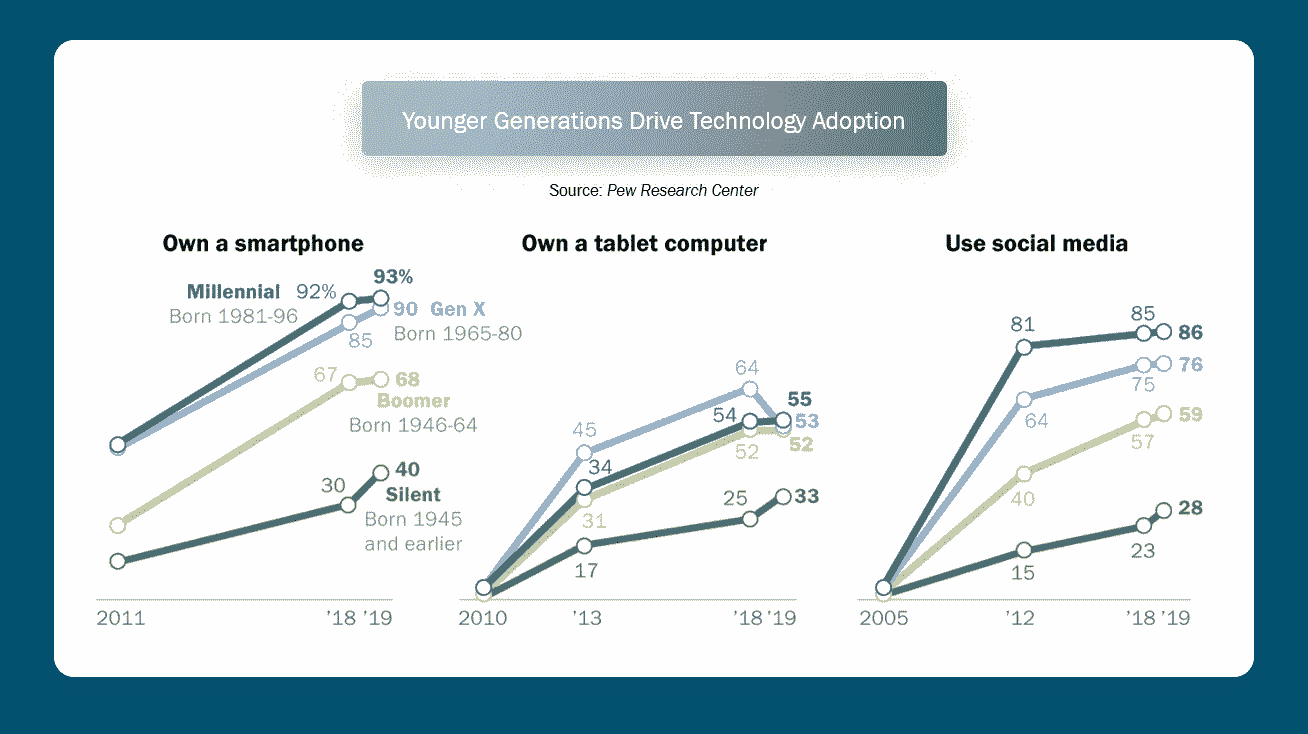 Younger Generations Drive Technology Adoption
Source: Pew Research Center
Own a smartphone
93%
Millennial 92%
Born 1981-96
90 Gen X
85
Born 1965-80
67
68
Boomer
Born 1946-64
30
40
Silent
Born 1945
and earlier
2011 '18 '19
Own a tablet computer
64
55
54
53
52
52
45
34
31
25
33
17
2010 '13 '18 '19
Use social media
81
85
86
76
75
64
59
57
40
28
23
15
2005 '12 '18 '19